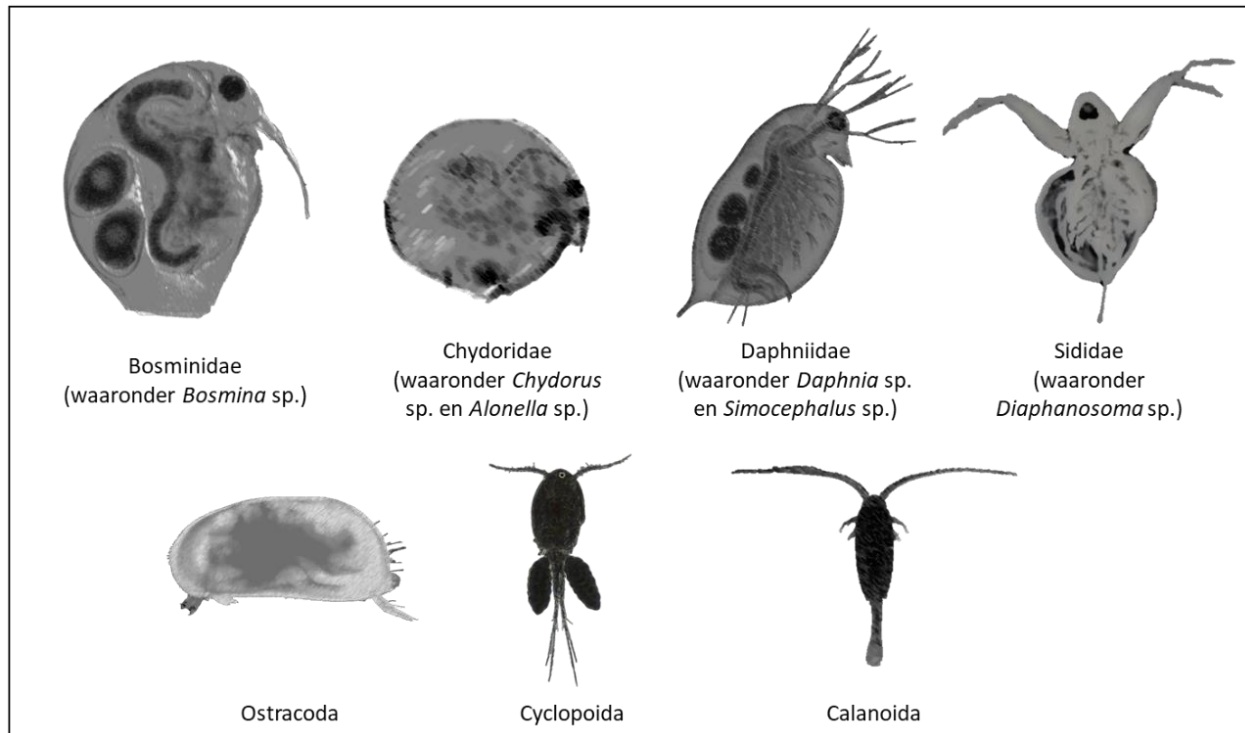 Bosminidae
(waaronder Bosmina sp.)
Chydoridae
(waaronder Chydorus
sp. en Alonella sp.)
Daphniidae
(waaronder Daphnia sp.
en Simocephalus sp.)
Sididae
(waaronder
Diaphanosoma sp.)
Ostracoda
Cyclopoida
Calanoida